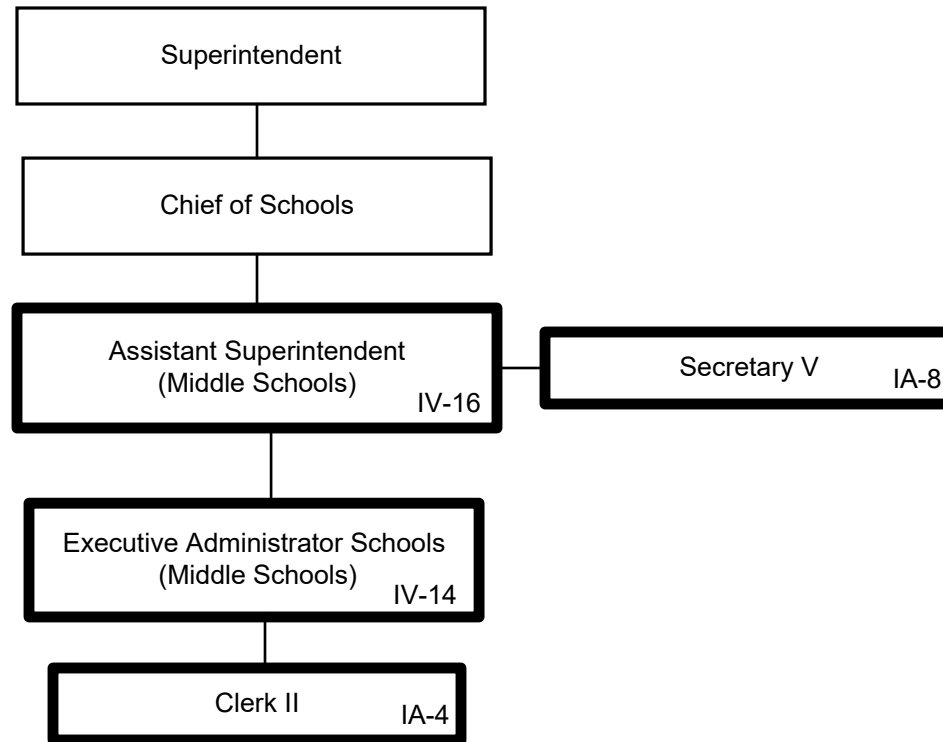 Superintendent
Chief of Schools
Assistant Superintendent
(Middle Schools)
IV-16
Secretary V
IA-8
Executive Administrator Schools
(Middle Schools)
IV-14
Clerk II
IA-4